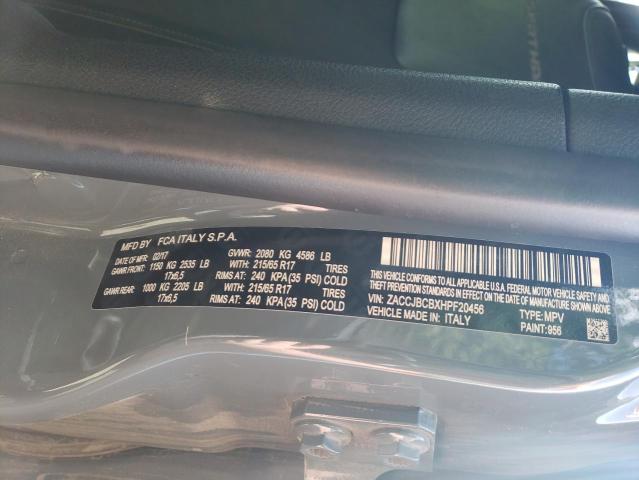 MFD BY FCA ITALY S.P.A.
DATE OF MFR: 02/17 GVWR: 2080 KG 4586 LB
GAWR FRONT: 1150 KG 2535 LB WITH: 215/65 R17 TIRES
17x6,5 RIMS AT: 240 KPA(35 PSI) COLD
GAWR REAR: 1000 KG 2205 LB WITH: 215/65 R17 TIRES
17x6,5 RIMS AT: 240 KPA(35 PSI) COLD
THIS VEHICLE CONFORMS TO ALL APPLICABLE U.S.A. FEDERAL MOTOR VEHICLE SAFETY
AND THEFT PREVENTION STANDARDS IN EFFECT ON THE DATE OF MANUFACTURE SHOWN ABOVE
VIN: ZACCJBCBXHPF20456 TYPE: MPV
VEHICLE MADE IN: ITALY PAINT: 956